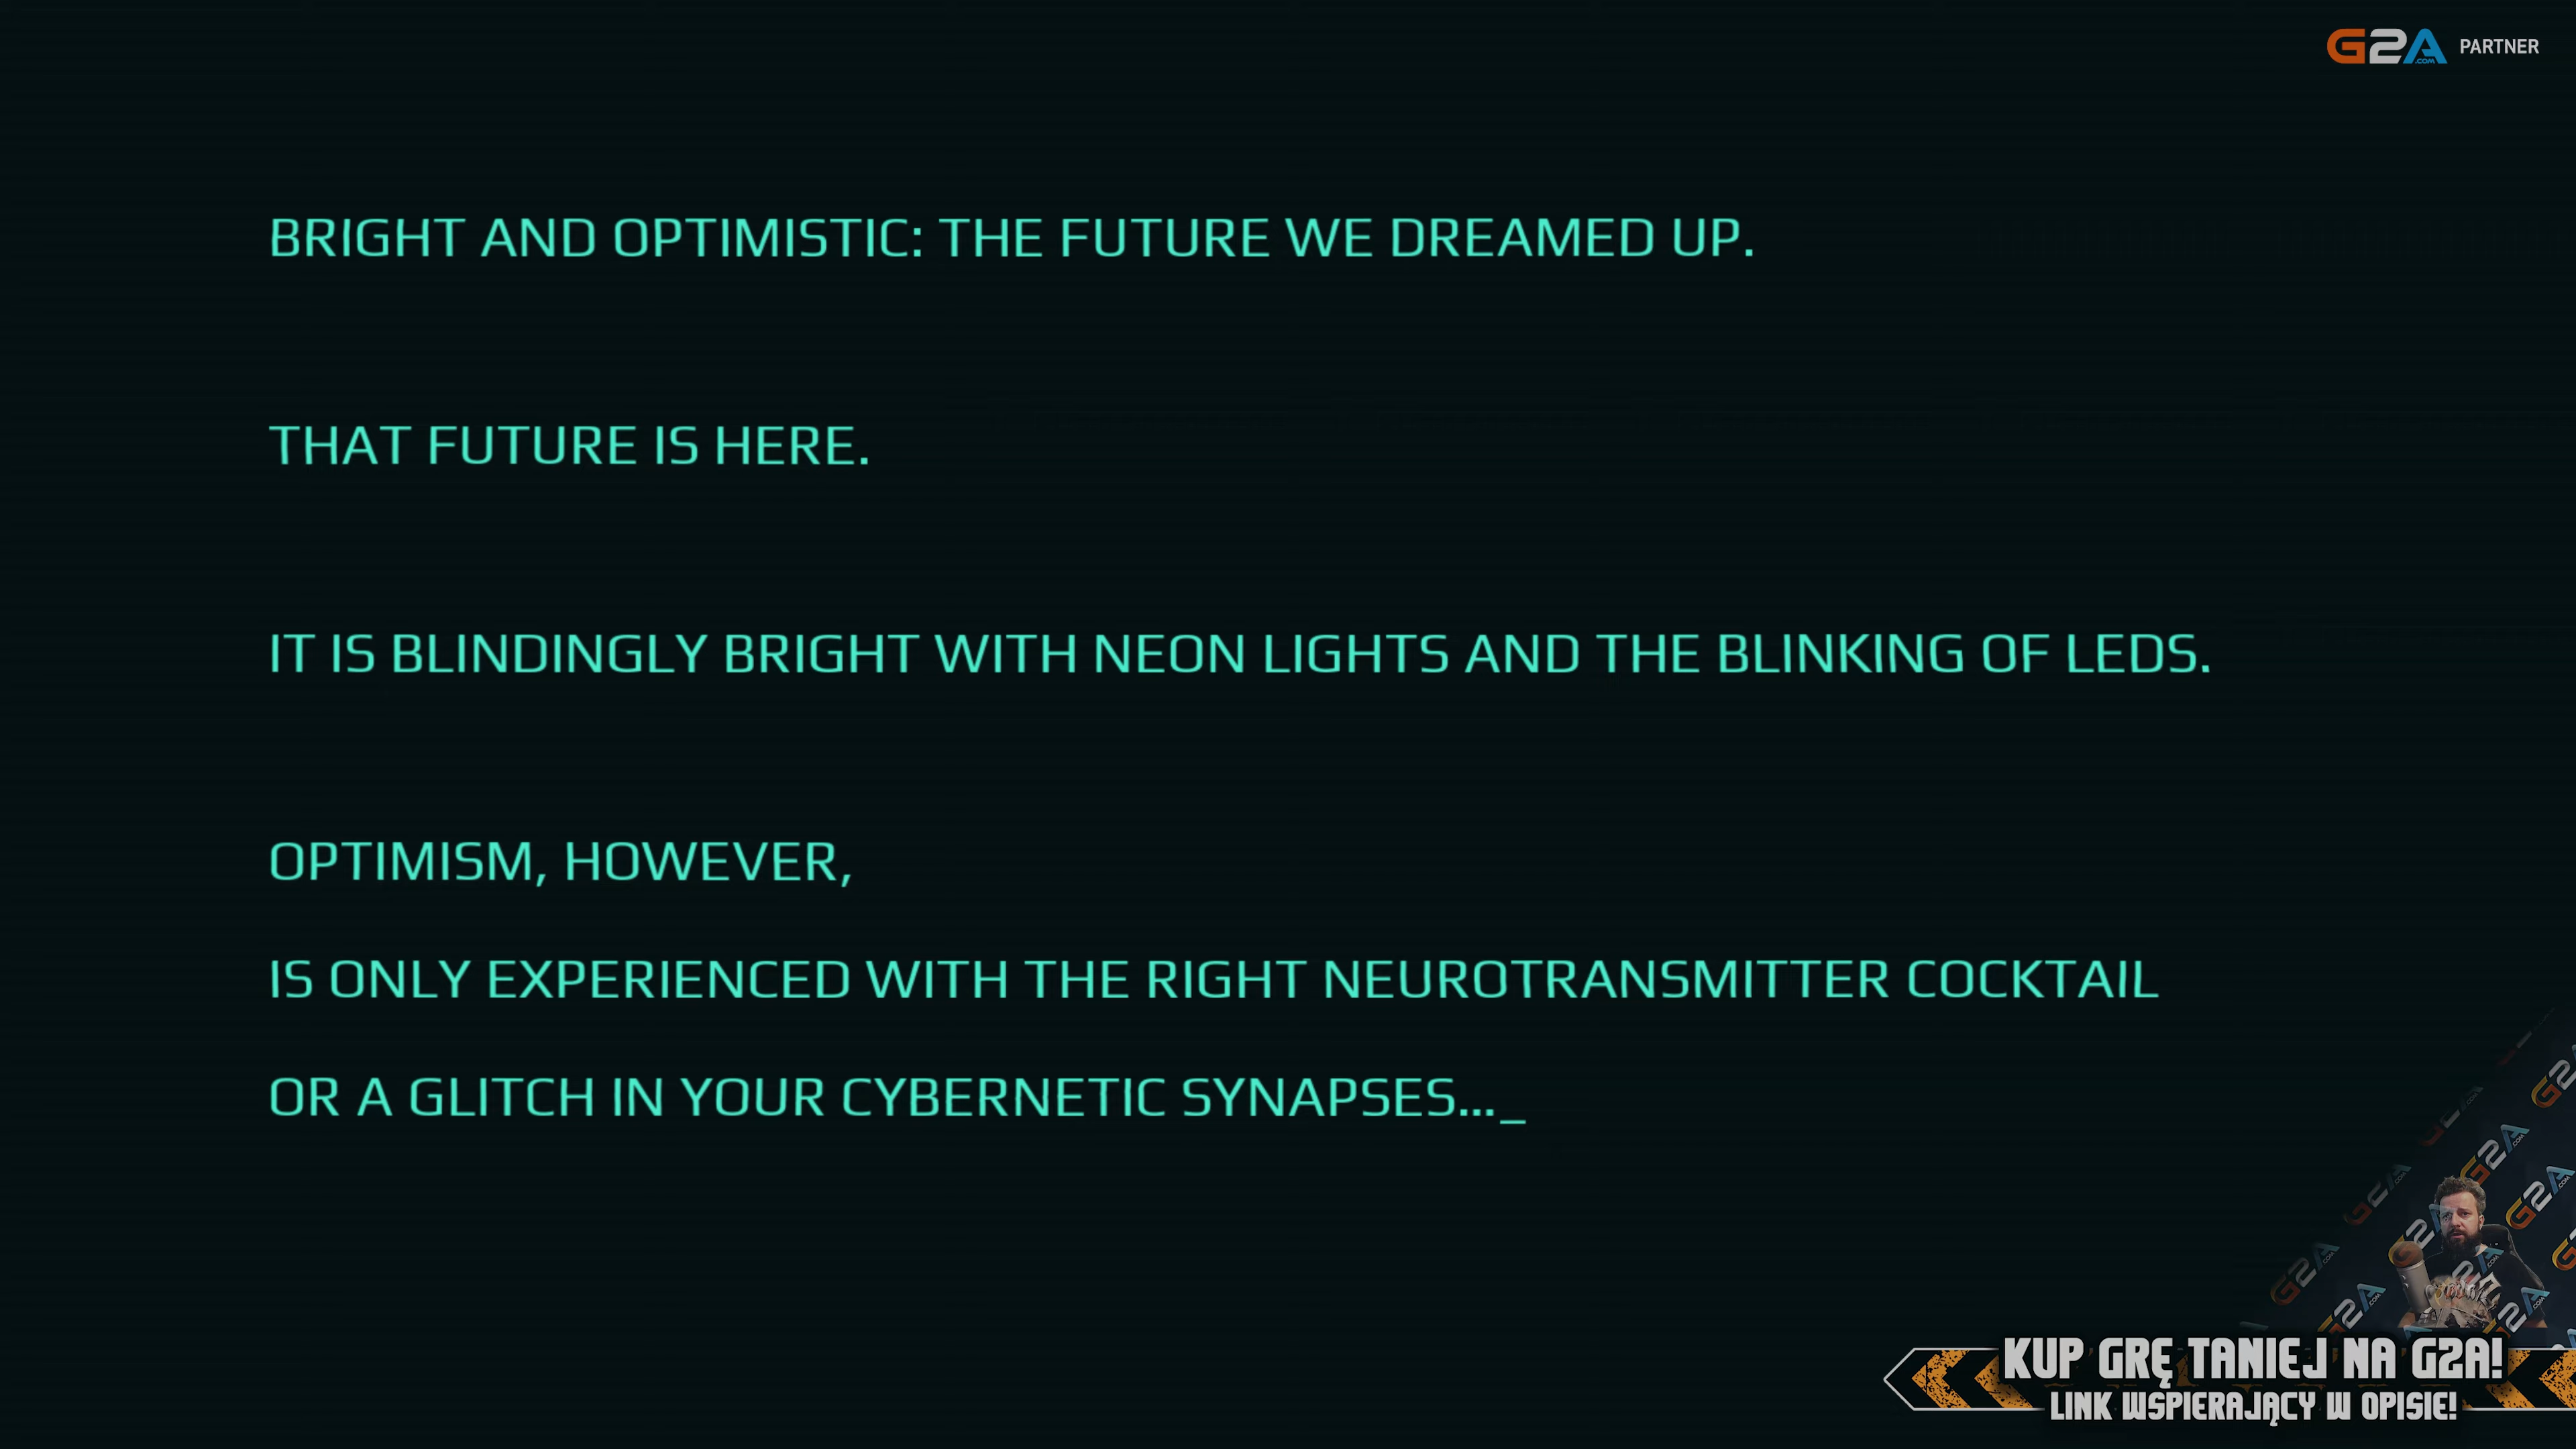 G2A.COM PARTNER
BRIGHT AND OPTIMISTIC: THE FUTURE WE DREAMED UP.
THAT FUTURE IS HERE.
IT IS BLINDINGLY BRIGHT WITH NEON LIGHTS AND THE BLINKING OF LEDS.
OPTIMISM, HOWEVER,
IS ONLY EXPERIENCED WITH THE RIGHT NEUROTRANSMITTER COCKTAIL
OR A GLITCH IN YOUR CYBERNETIC SYNAPSES..._
KUP GRĘ TANIEJ NA G2A!
LINK WSPIERAJĄCY W OPISIE!